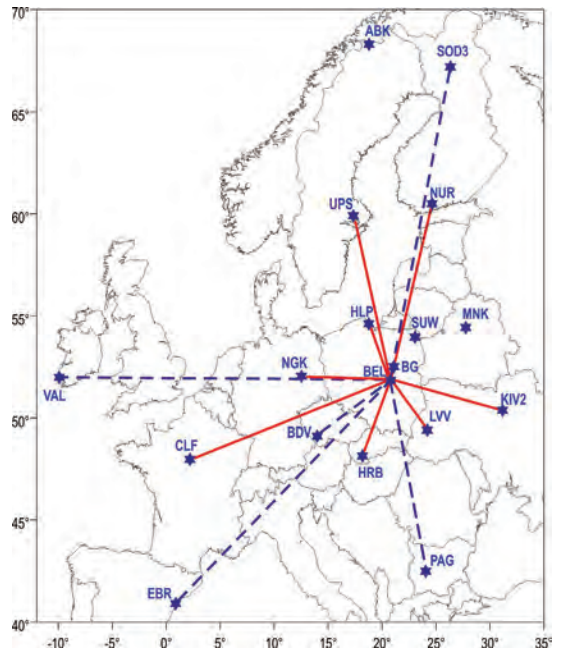 70°
ABK
SOD3
65°
UPS
NUR
60°
55°
HLP
SUW
MNK
NGK
BEL
BG
VAL
KIV2
50°
BDV
LVV
CLF
HRB
45°
PAG
EBR
40°
-10° -5° 0° 5° 10° 15° 20° 25° 30° 35°